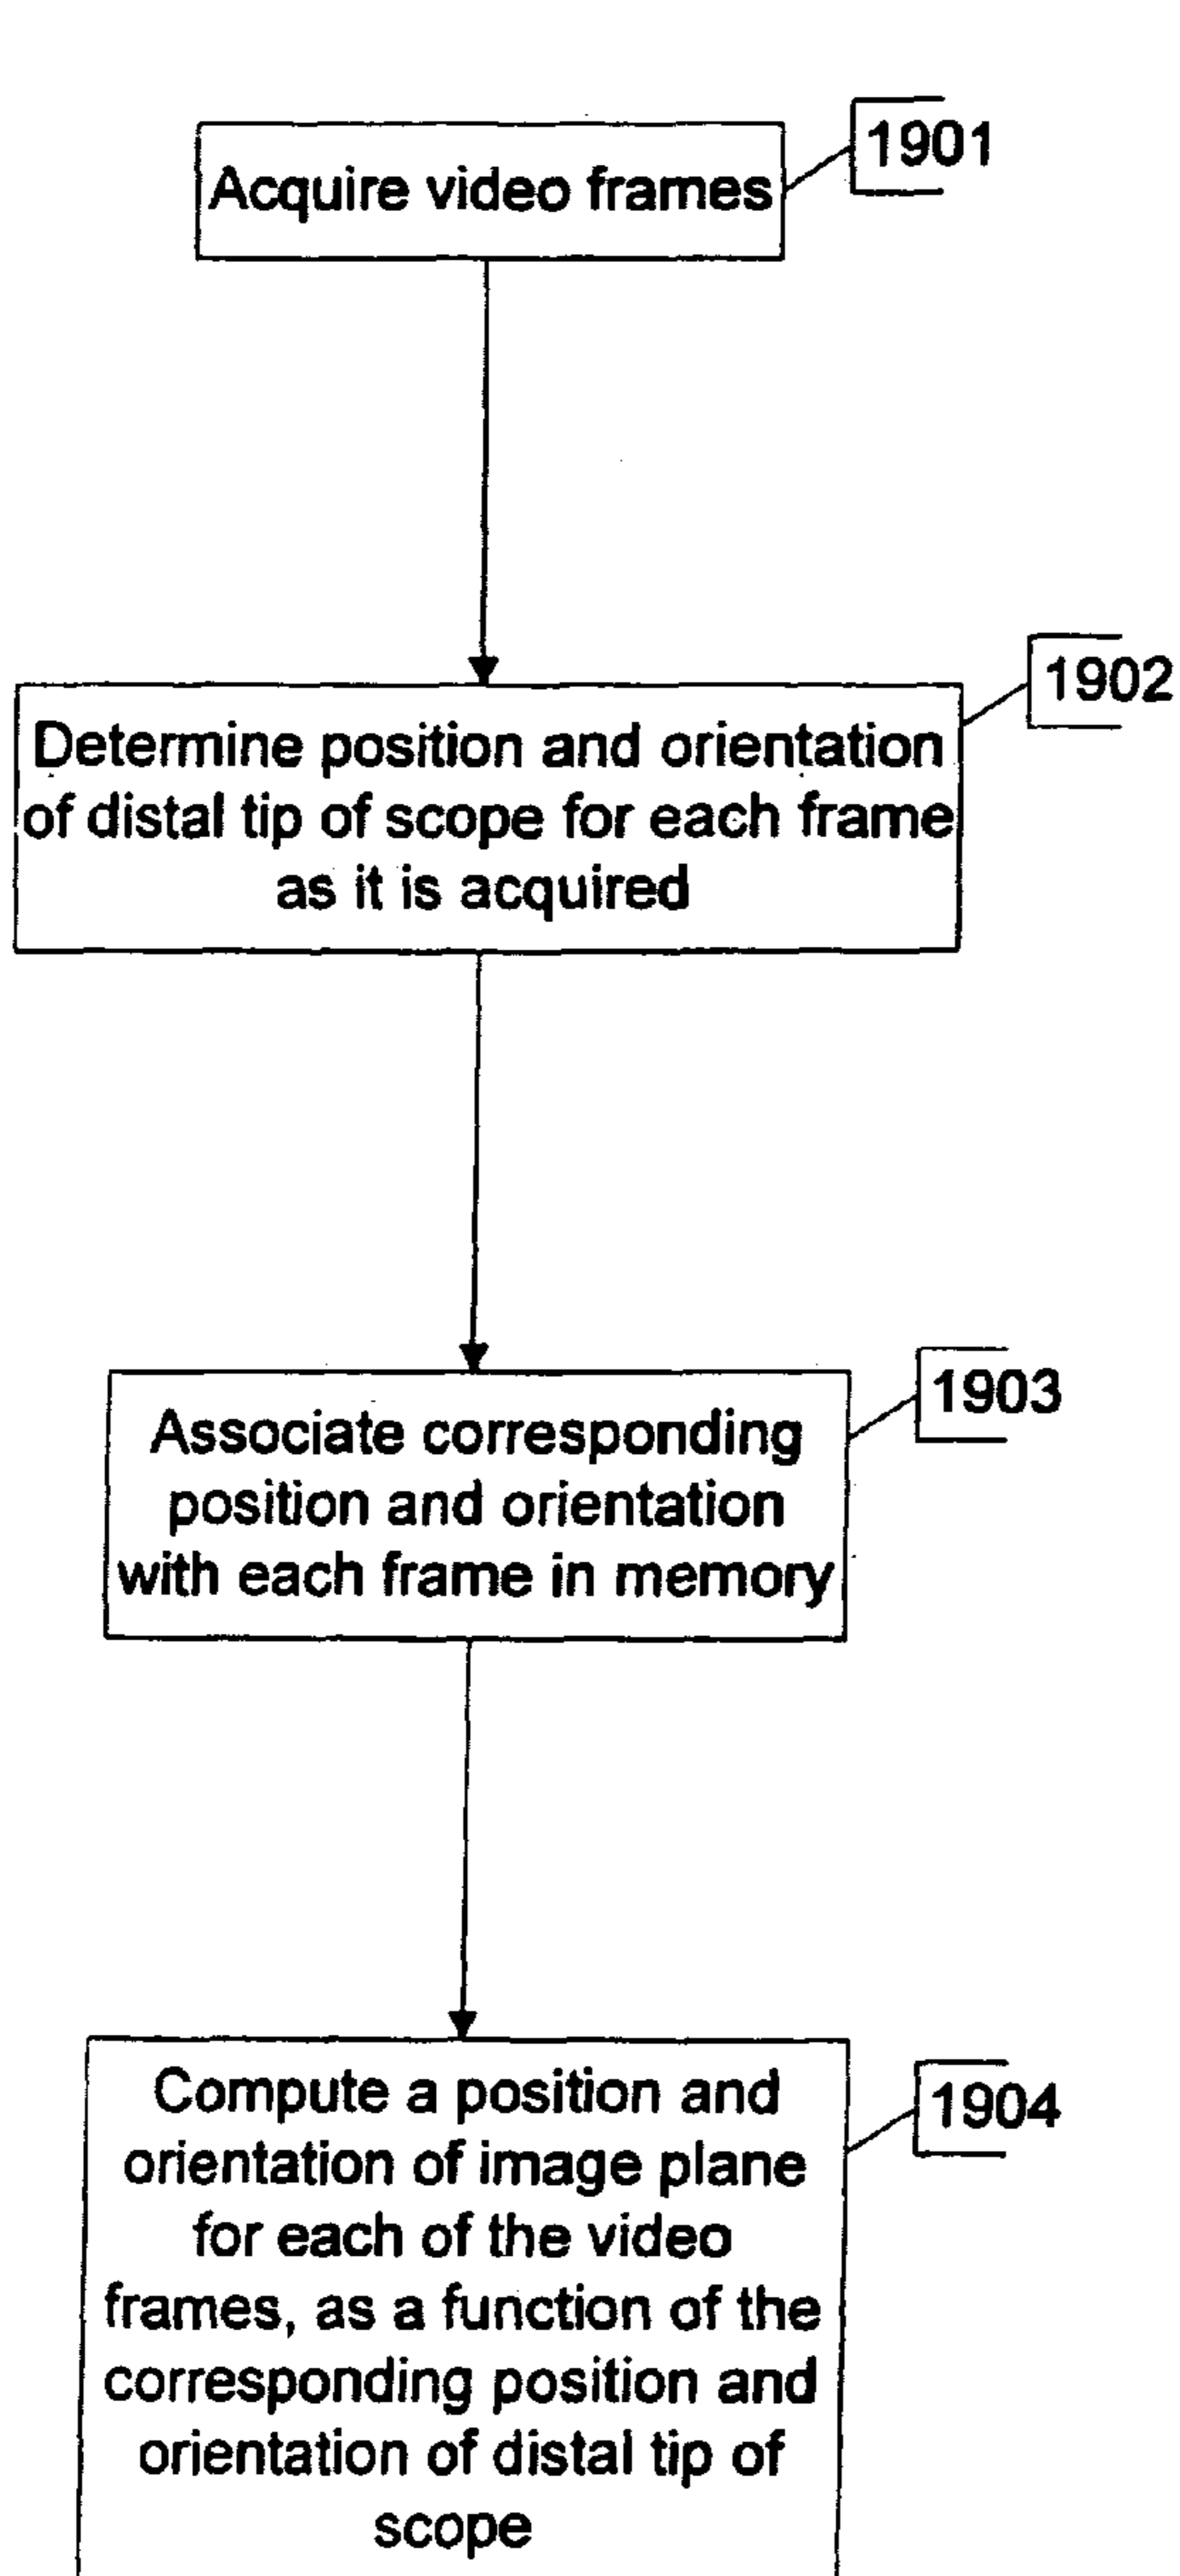 1901
Acquire video frames
1902
Determine position and orientation
of distal tip of scope for each frame
as it is acquired
1903
Associate corresponding
position and orientation
with each frame in memory
1904
Compute a position and
orientation of image plane
for each of the video
frames, as a function of the
corresponding position and
orientation of distal tip of
scope